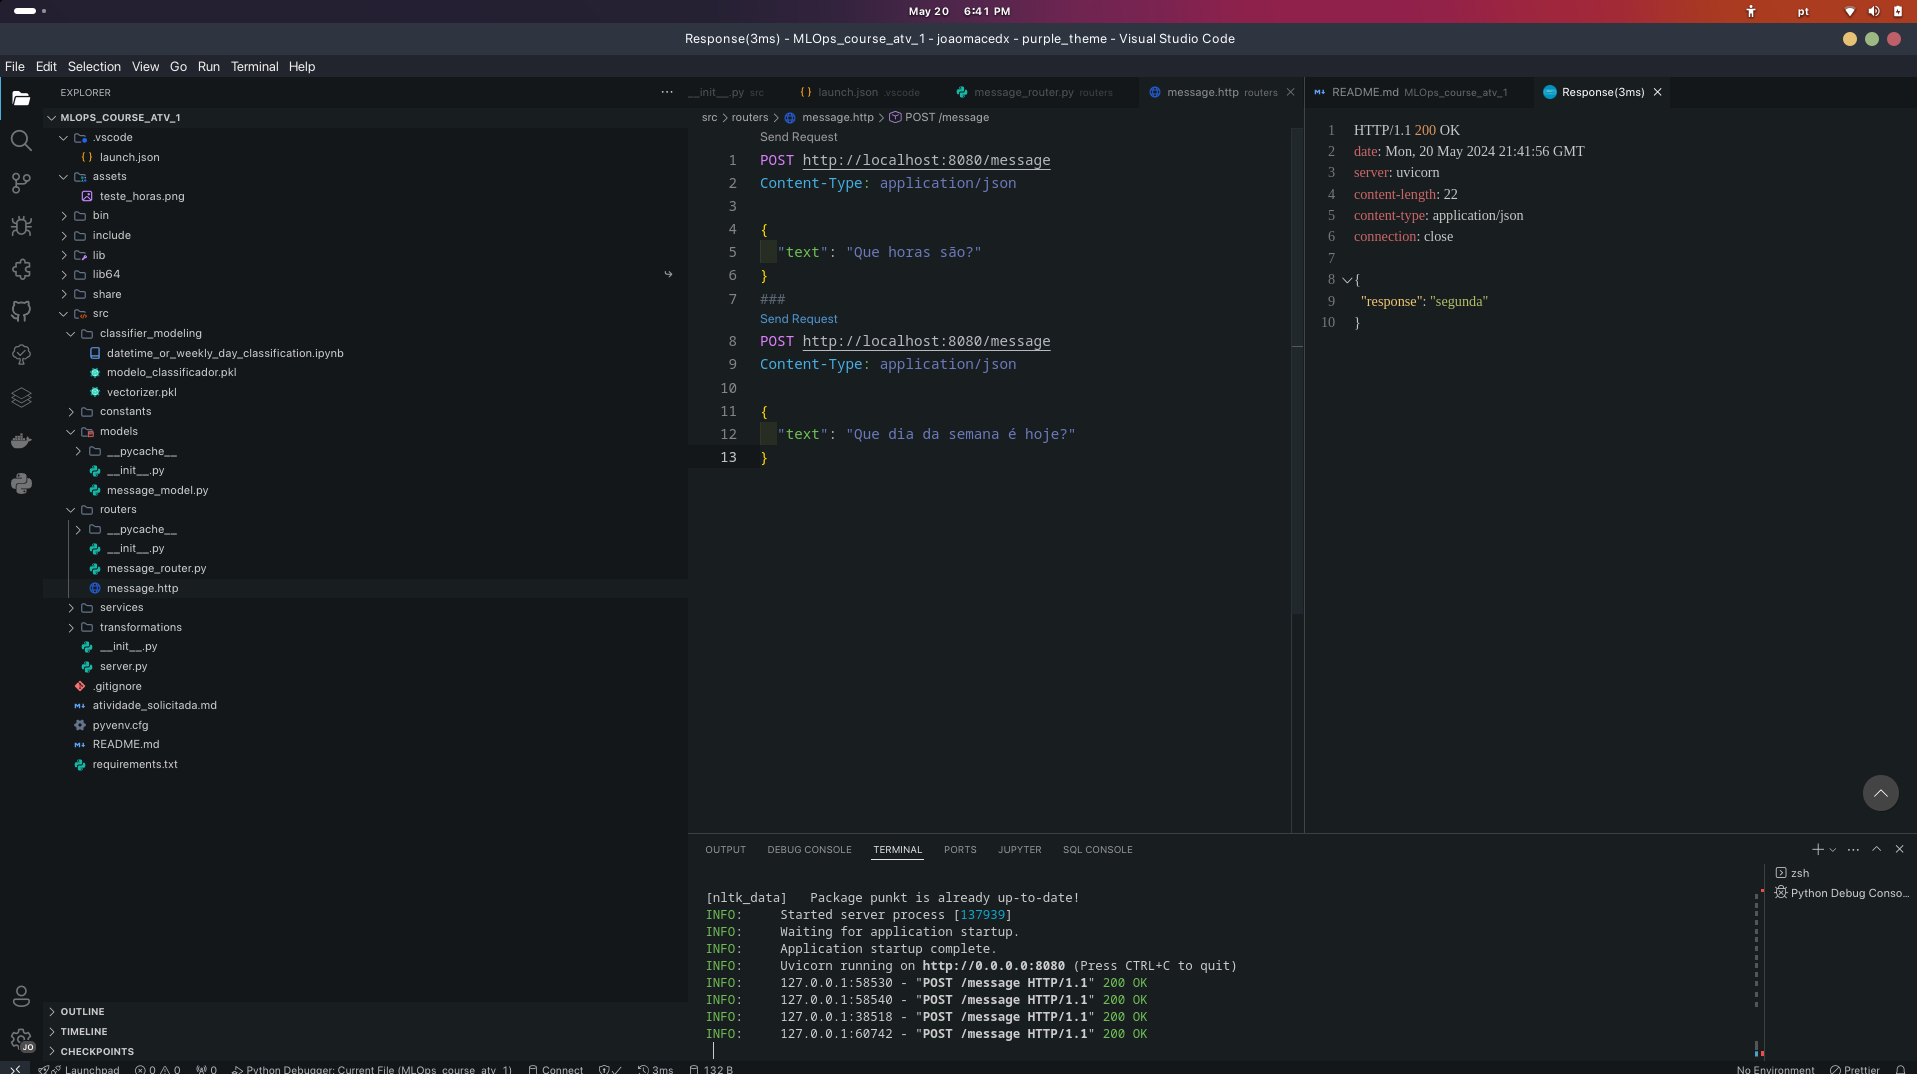 May 20 6:41 PM
pt
Response(3ms) - MLOps_course_atv_1 - joaomacedx - purple_theme - Visual Studio Code
File Edit Selection View Go Run Terminal Help
EXPLORER
MLOPS_COURSE_ATV_1
.vscode
launch.json
assets
teste_horas.png
bin
include
lib
lib64
share
src
classifier_modeling
datetime_or_weekly_day_classification.ipynb
modelo_classificador.pkl
vectorizer.pkl
constants
models
__pycache__
__init__.py
message_model.py
routers
__pycache__
__init__.py
message_router.py
message.http
services
transformations
__init__.py
server.py
.gitignore
atividade_solicitada.md
pyvenv.cfg
README.md
requirements.txt
OUTLINE
TIMELINE
CHECKPOINTS
__init__.py src launch.json .vscode message_router.py routers message.http routers
src > routers > message.http > POST /message
Send Request
1 POST http://localhost:8080/message
2 Content-Type: application/json
3
4 {
5 "text": "Que horas são?"
6 }
7 ###
Send Request
8 POST http://localhost:8080/message
9 Content-Type: application/json
10
11 {
12 "text": "Que dia da semana é hoje?"
13 }
README.md MLOps_course_atv_1 Response(3ms)
1 HTTP/1.1 200 OK
2 date: Mon, 20 May 2024 21:41:56 GMT
3 server: uvicorn
4 content-length: 22
5 content-type: application/json
6 connection: close
7
8 {
9 "response": "segunda"
10 }
OUTPUT DEBUG CONSOLE TERMINAL PORTS JUPYTER SQL CONSOLE
[nltk_data] Package punkt is already up-to-date!
INFO: Started server process [137939]
INFO: Waiting for application startup.
INFO: Application startup complete.
INFO: Uvicorn running on http://0.0.0.0:8080 (Press CTRL+C to quit)
INFO: 127.0.0.1:58530 - "POST /message HTTP/1.1" 200 OK
INFO: 127.0.0.1:58540 - "POST /message HTTP/1.1" 200 OK
INFO: 127.0.0.1:38518 - "POST /message HTTP/1.1" 200 OK
INFO: 127.0.0.1:60742 - "POST /message HTTP/1.1" 200 OK
zsh
Python Debug Conso...
JO
Launchpad 0 0 0 Python Debugger: Current File (MLOps_course_atv_1) Connect 3ms 132 B No Environment Prettier